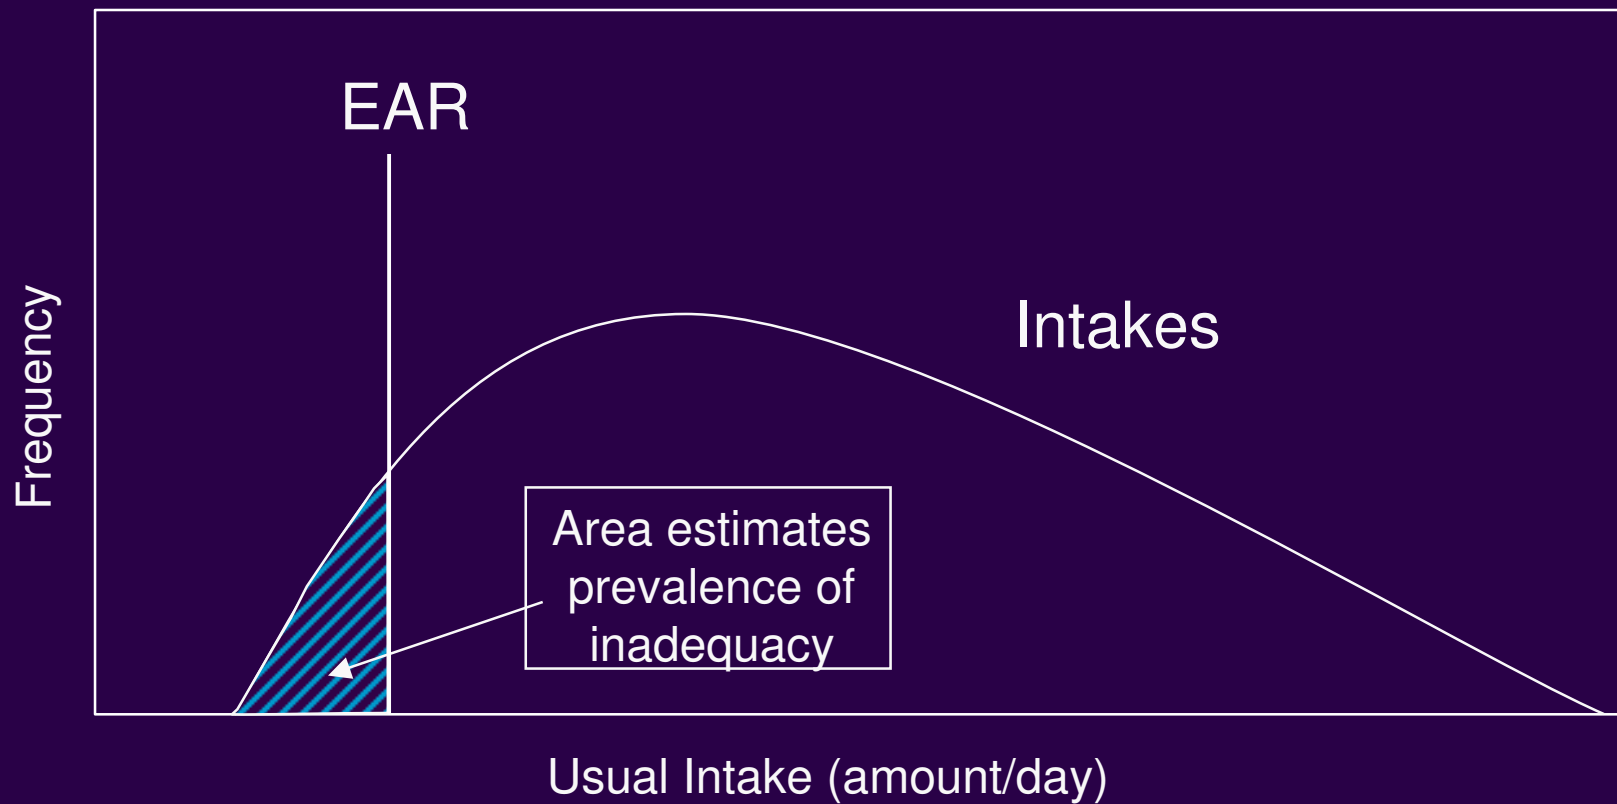 EAR
Intakes
Frequency
Area estimates
prevalence of
inadequacy
Usual Intake (amount/day)